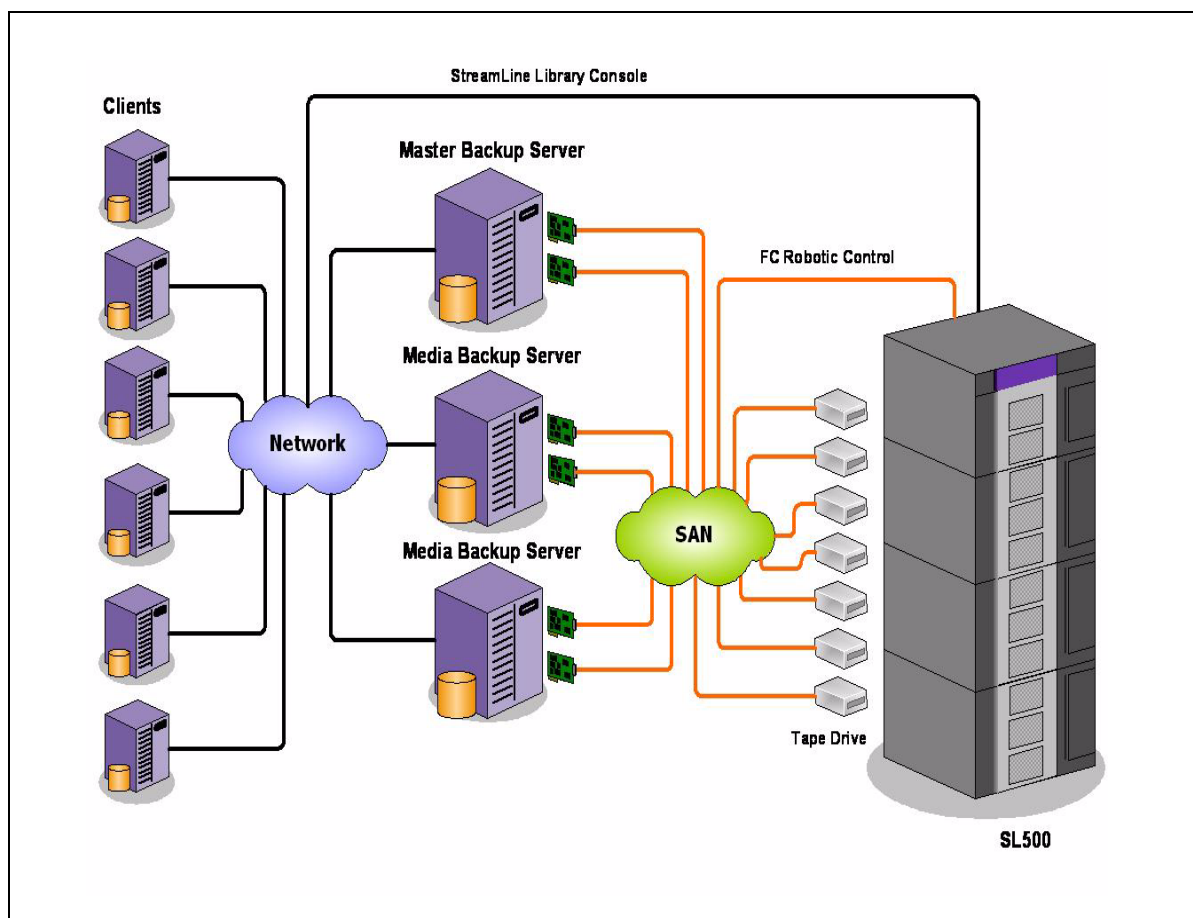 StreamLine Library Console
Clients
Master Backup Server
FC Robotic Control
Media Backup Server
Network
SAN
Media Backup Server
Tape Drive
SL500